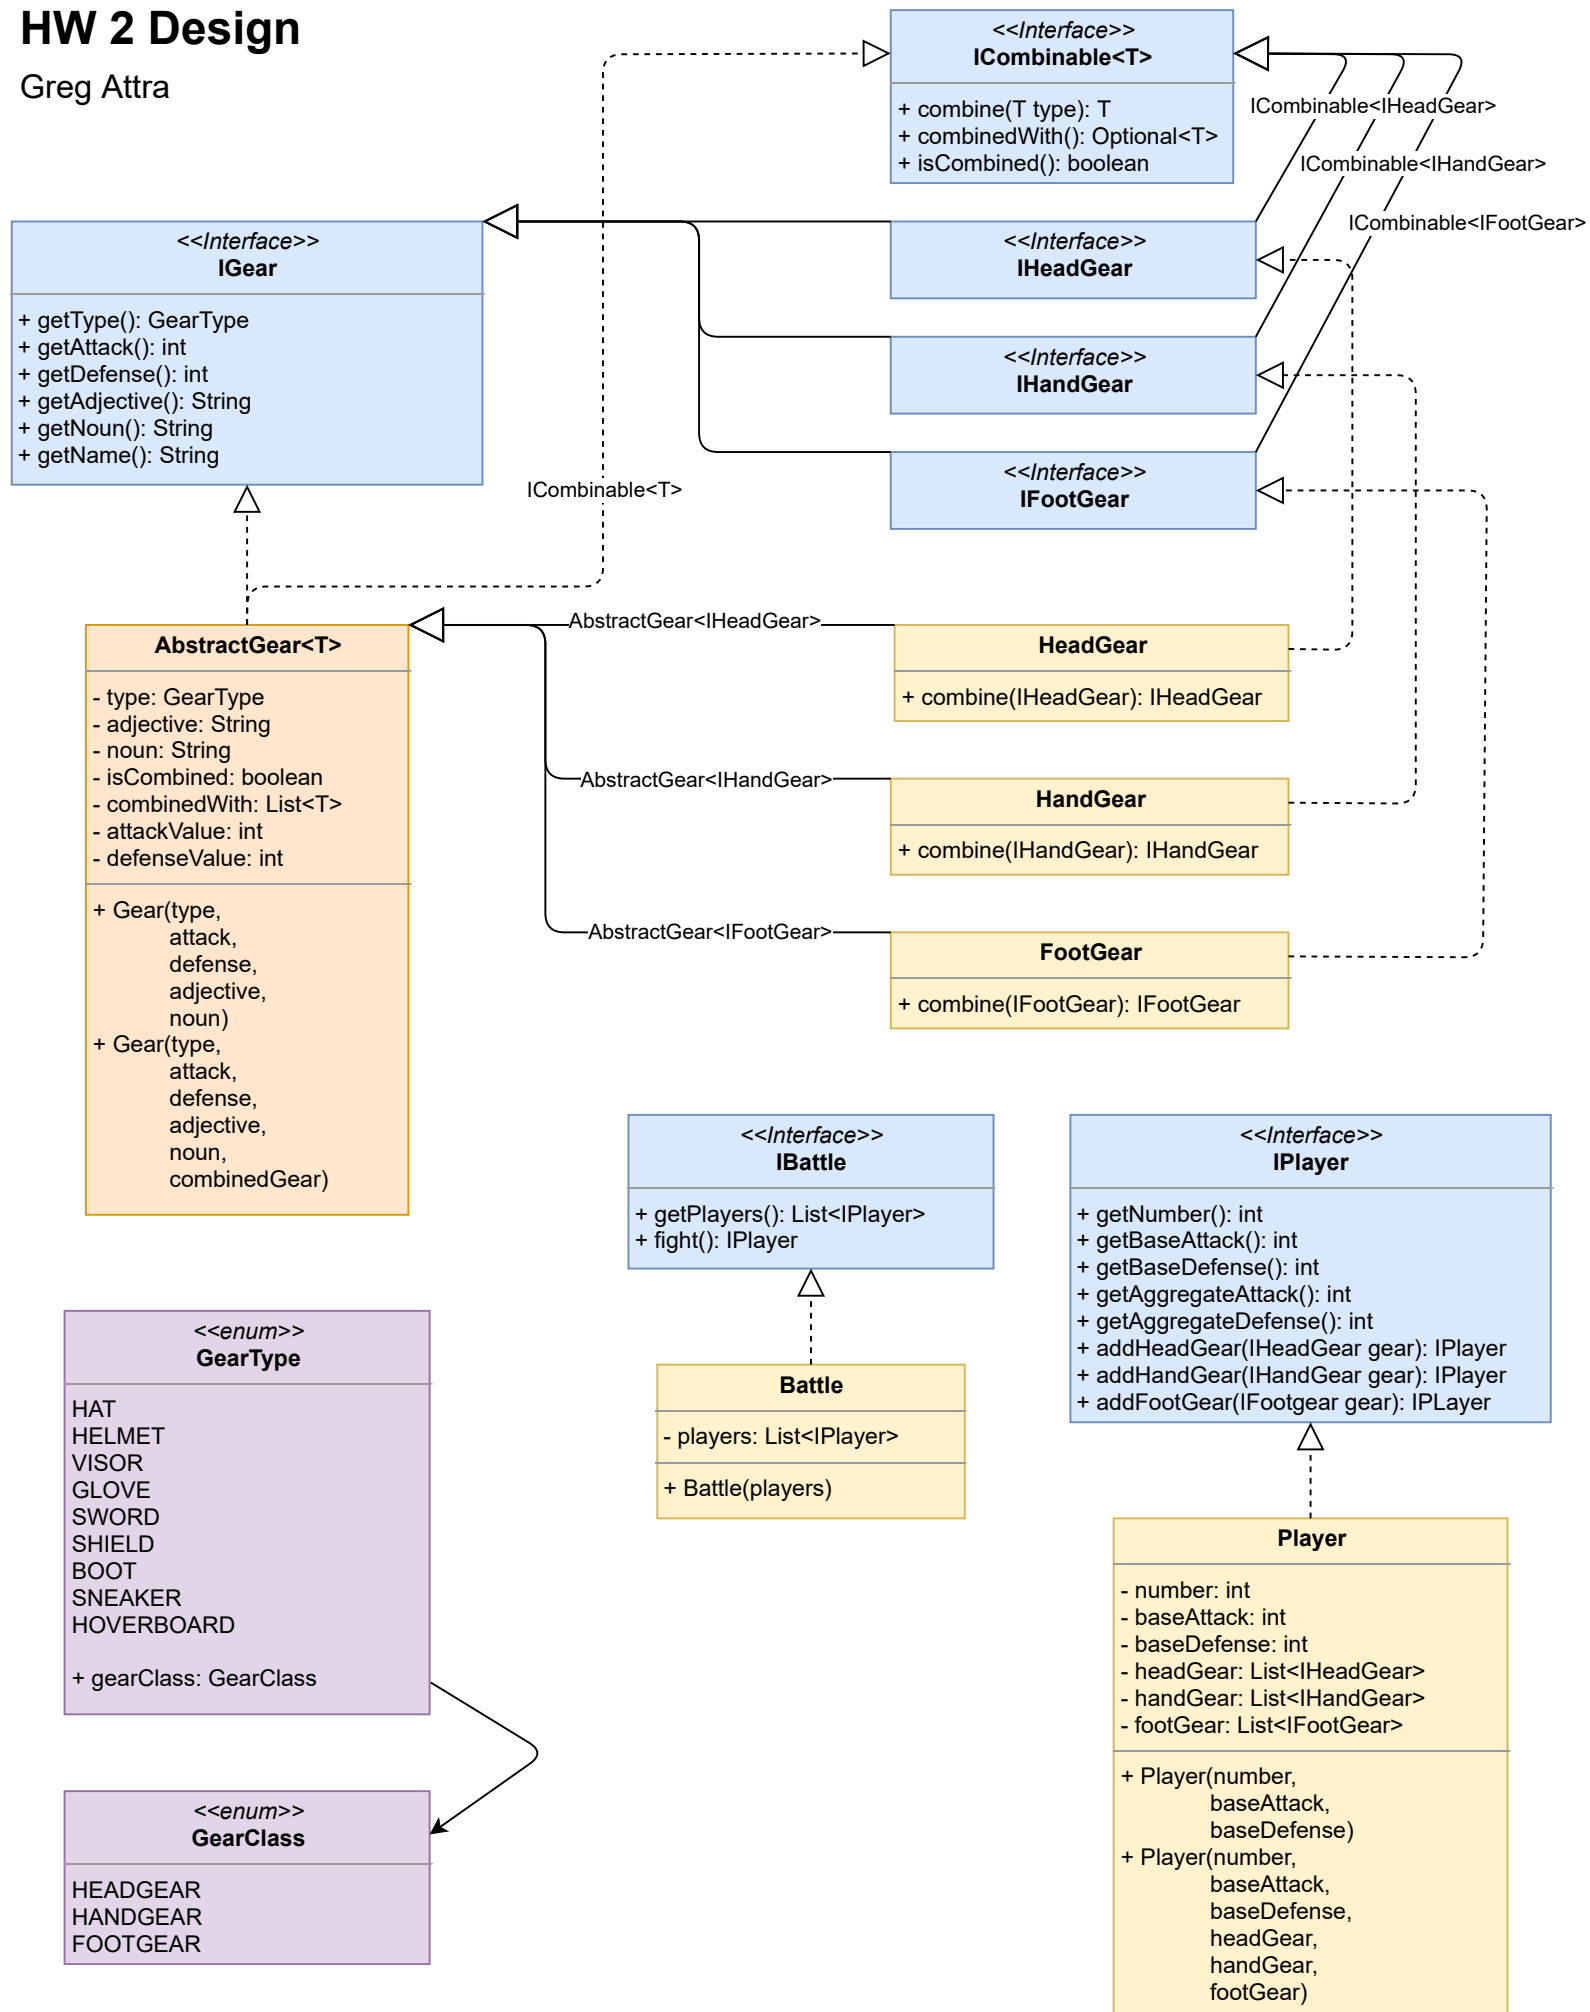 HW 2 Design
Greg Attra
<<Interface>>
ICombinable<T>
+ combine(T type): T
+ combinedWith(): Optional<T>
+ isCombined(): boolean
ICombinable<IHeadGear>
ICombinable<IHandGear>
ICombinable<IFootGear>
<<Interface>>
IGear
+ getType(): GearType
+ getAttack(): int
+ getDefense(): int
+ getAdjective(): String
+ getNoun(): String
+ getName(): String
<<Interface>>
IHeadGear
<<Interface>>
IHandGear
<<Interface>>
IFootGear
ICombinable<T>
AbstractGear<T>
- type: GearType
- adjective: String
- noun: String
- isCombined: boolean
- combinedWith: List<T>
- attackValue: int
- defenseValue: int
+ Gear(type,
attack,
defense,
adjective,
noun)
+ Gear(type,
attack,
defense,
adjective,
noun,
combinedGear)
AbstractGear<IHeadGear>
HeadGear
+ combine(IHeadGear): IHeadGear
AbstractGear<IHandGear>
HandGear
+ combine(IHandGear): IHandGear
AbstractGear<IFootGear>
FootGear
+ combine(IFootGear): IFootGear
<<Interface>>
IBattle
+ getPlayers(): List<IPlayer>
+ fight(): IPlayer
Battle
- players: List<IPlayer>
+ Battle(players)
<<Interface>>
IPlayer
+ getNumber(): int
+ getBaseAttack(): int
+ getBaseDefense(): int
+ getAggregateAttack(): int
+ getAggregateDefense(): int
+ addHeadGear(IHeadGear gear): IPlayer
+ addHandGear(IHandGear gear): IPlayer
+ addFootGear(IFootgear gear): IPLayer
Player
- number: int
- baseAttack: int
- baseDefense: int
- headGear: List<IHeadGear>
- handGear: List<IHandGear>
- footGear: List<IFootGear>
+ Player(number,
baseAttack,
baseDefense)
+ Player(number,
baseAttack,
baseDefense,
headGear,
handGear,
footGear)
<<enum>>
GearType
HAT
HELMET
VISOR
GLOVE
SWORD
SHIELD
BOOT
SNEAKER
HOVERBOARD
+ gearClass: GearClass
<<enum>>
GearClass
HEADGEAR
HANDGEAR
FOOTGEAR